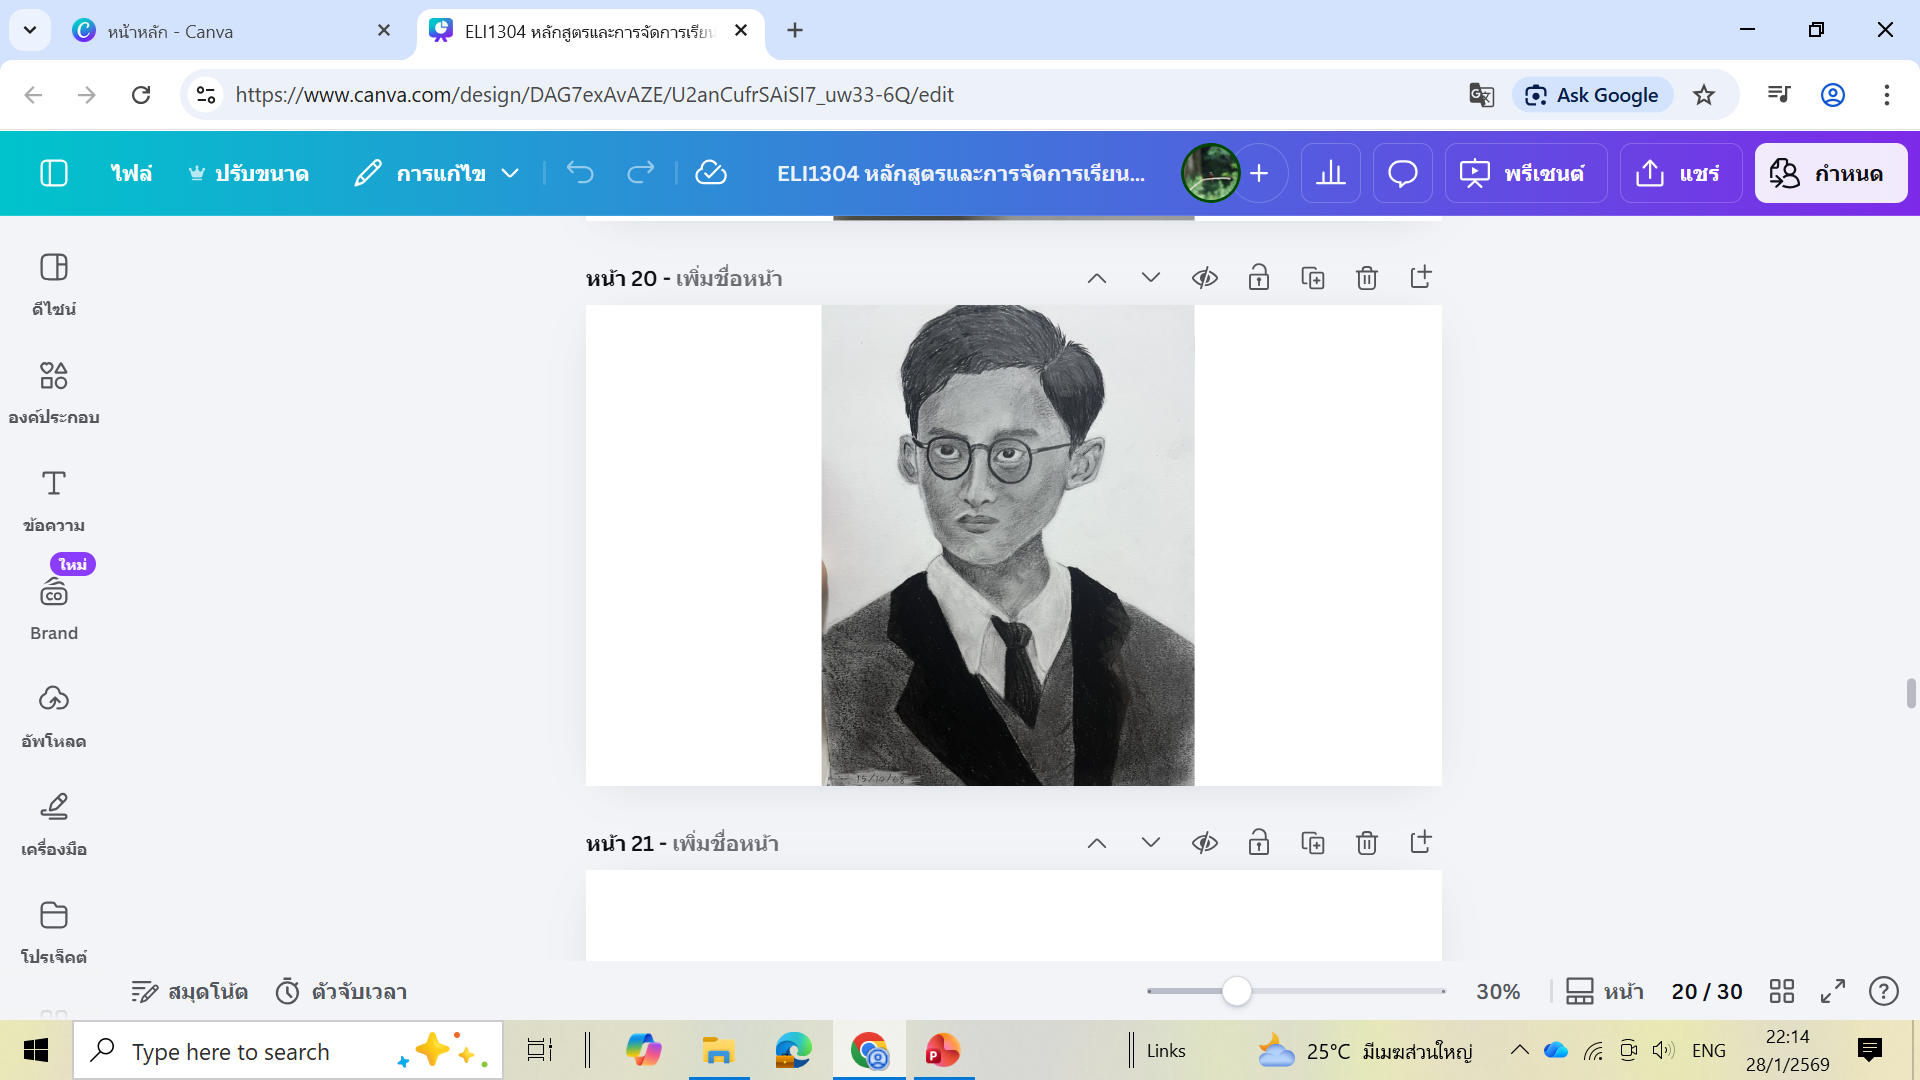 หน้าหลัก - Canva
ELI1304 หลักสูตรและการจัดการเรียน
https://www.canva.com/design/DAG7exAvAZE/U2anCufrSAiSI7_uw33-6Q/edit
Ask Google
ไฟล์
ปรับขนาด
การแก้ไข
ELI1304 หลักสูตรและการจัดการเรียน...
พรีเซนต์
แชร์
กำหนด
ดีไซน์
องค์ประกอบ
ข้อความ
ใหม่
CO
Brand
อัพโหลด
เครื่องมือ
โปรเจ็คต์
หน้า 20 - เพิ่มชื่อหน้า
15/10/68
หน้า 21 - เพิ่มชื่อหน้า
สมุดโน้ต
ตัวจับเวลา
30%
หน้า
20 / 30
Type here to search
Links
25°C มีเมฆส่วนใหญ่
ENG
22:14
28/1/2569